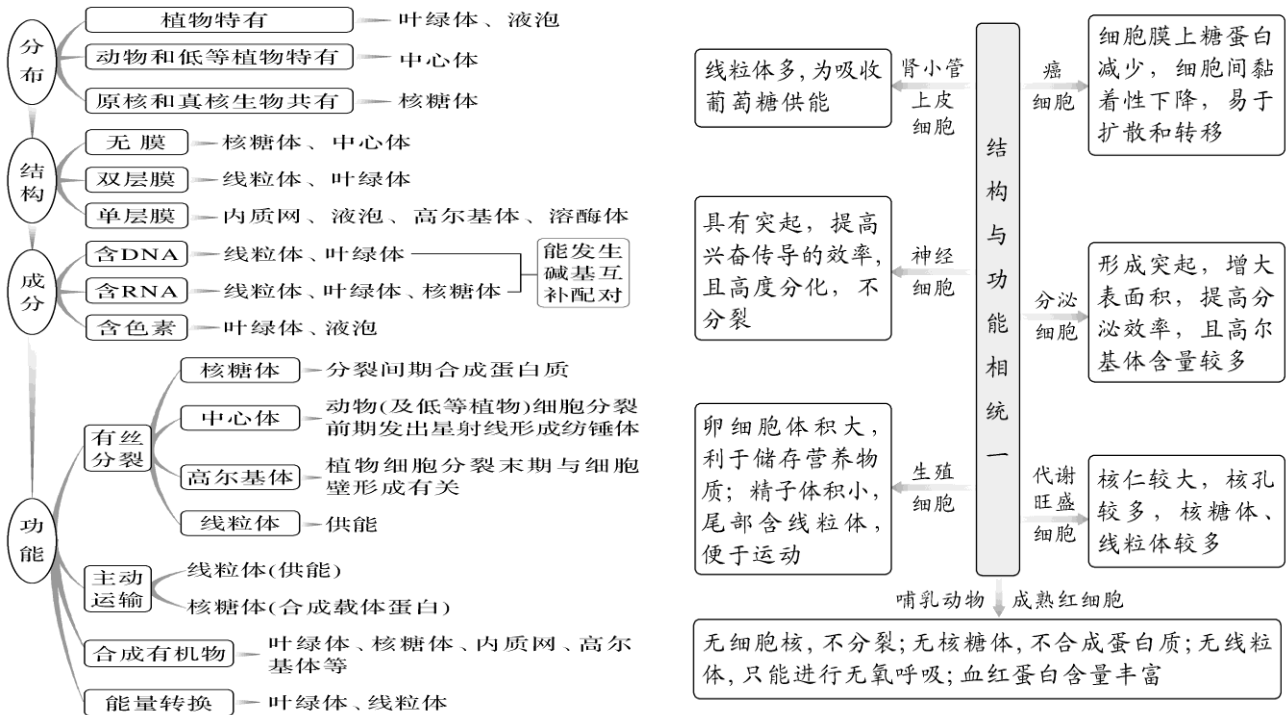 分布
植物特有
叶绿体、液泡
动物和低等植物特有
中心体
原核和真核生物共有
核糖体
结构
无膜
核糖体、中心体
双层膜
线粒体、叶绿体
单层膜
内质网、液泡、高尔基体、溶酶体
成分
含DNA
线粒体、叶绿体
含RNA
线粒体、叶绿体、核糖体
能发生
碱基互
补配对
含色素
叶绿体、液泡
功能
有丝
分裂
核糖体
分裂间期合成蛋白质
中心体
动物(及低等植物)细胞分裂
前期发出星射线形成纺锤体
高尔基体
植物细胞分裂末期与细胞
壁形成有关
线粒体
供能
主动
运输
线粒体(供能)
核糖体(合成载体蛋白)
合成有机物
叶绿体、核糖体、内质网、高尔
基体等
能量转换
叶绿体、线粒体
结构与功能相统一
肾小管
上皮
细胞
线粒体多,为吸收
葡萄糖供能
癌
细胞
细胞膜上糖蛋白
减少，细胞间黏
着性下降，易于
扩散和转移
神经
细胞
具有突起，提高
兴奋传导的效率,
且高度分化，不
分裂
分泌
细胞
形成突起，增大
表面积，提高分
泌效率，且高尔
基体含量较多
生殖
细胞
卵细胞体积大，
利于储存营养物
质；精子体积小，
尾部含线粒体，
便于运动
代谢
旺盛
细胞
核仁较大，核孔
较多，核糖体、
线粒体较多
哺乳动物
成熟红细胞
无细胞核,不分裂;无核糖体,不合成蛋白质;无线粒
体,只能进行无氧呼吸;血红蛋白含量丰富